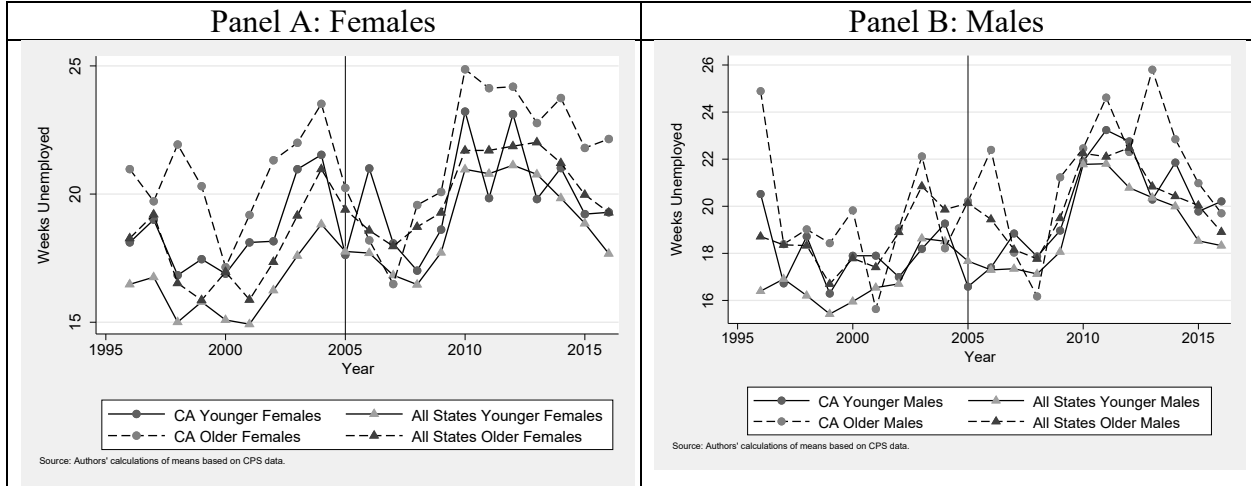 Panel A: Females
25
20
15
Weeks Unemployed
1995 2000 2005 2010 2015
Year
CA Younger Females All States Younger Females
CA Older Females All States Older Females
Source: Authors' calculations of means based on CPS data.
Panel B: Males
26
24
22
20
18
16
Weeks Unemployed
1995 2000 2005 2010 2015
Year
CA Younger Males All States Younger Males
CA Older Males All States Older Males
Source: Authors' calculations of means based on CPS data.